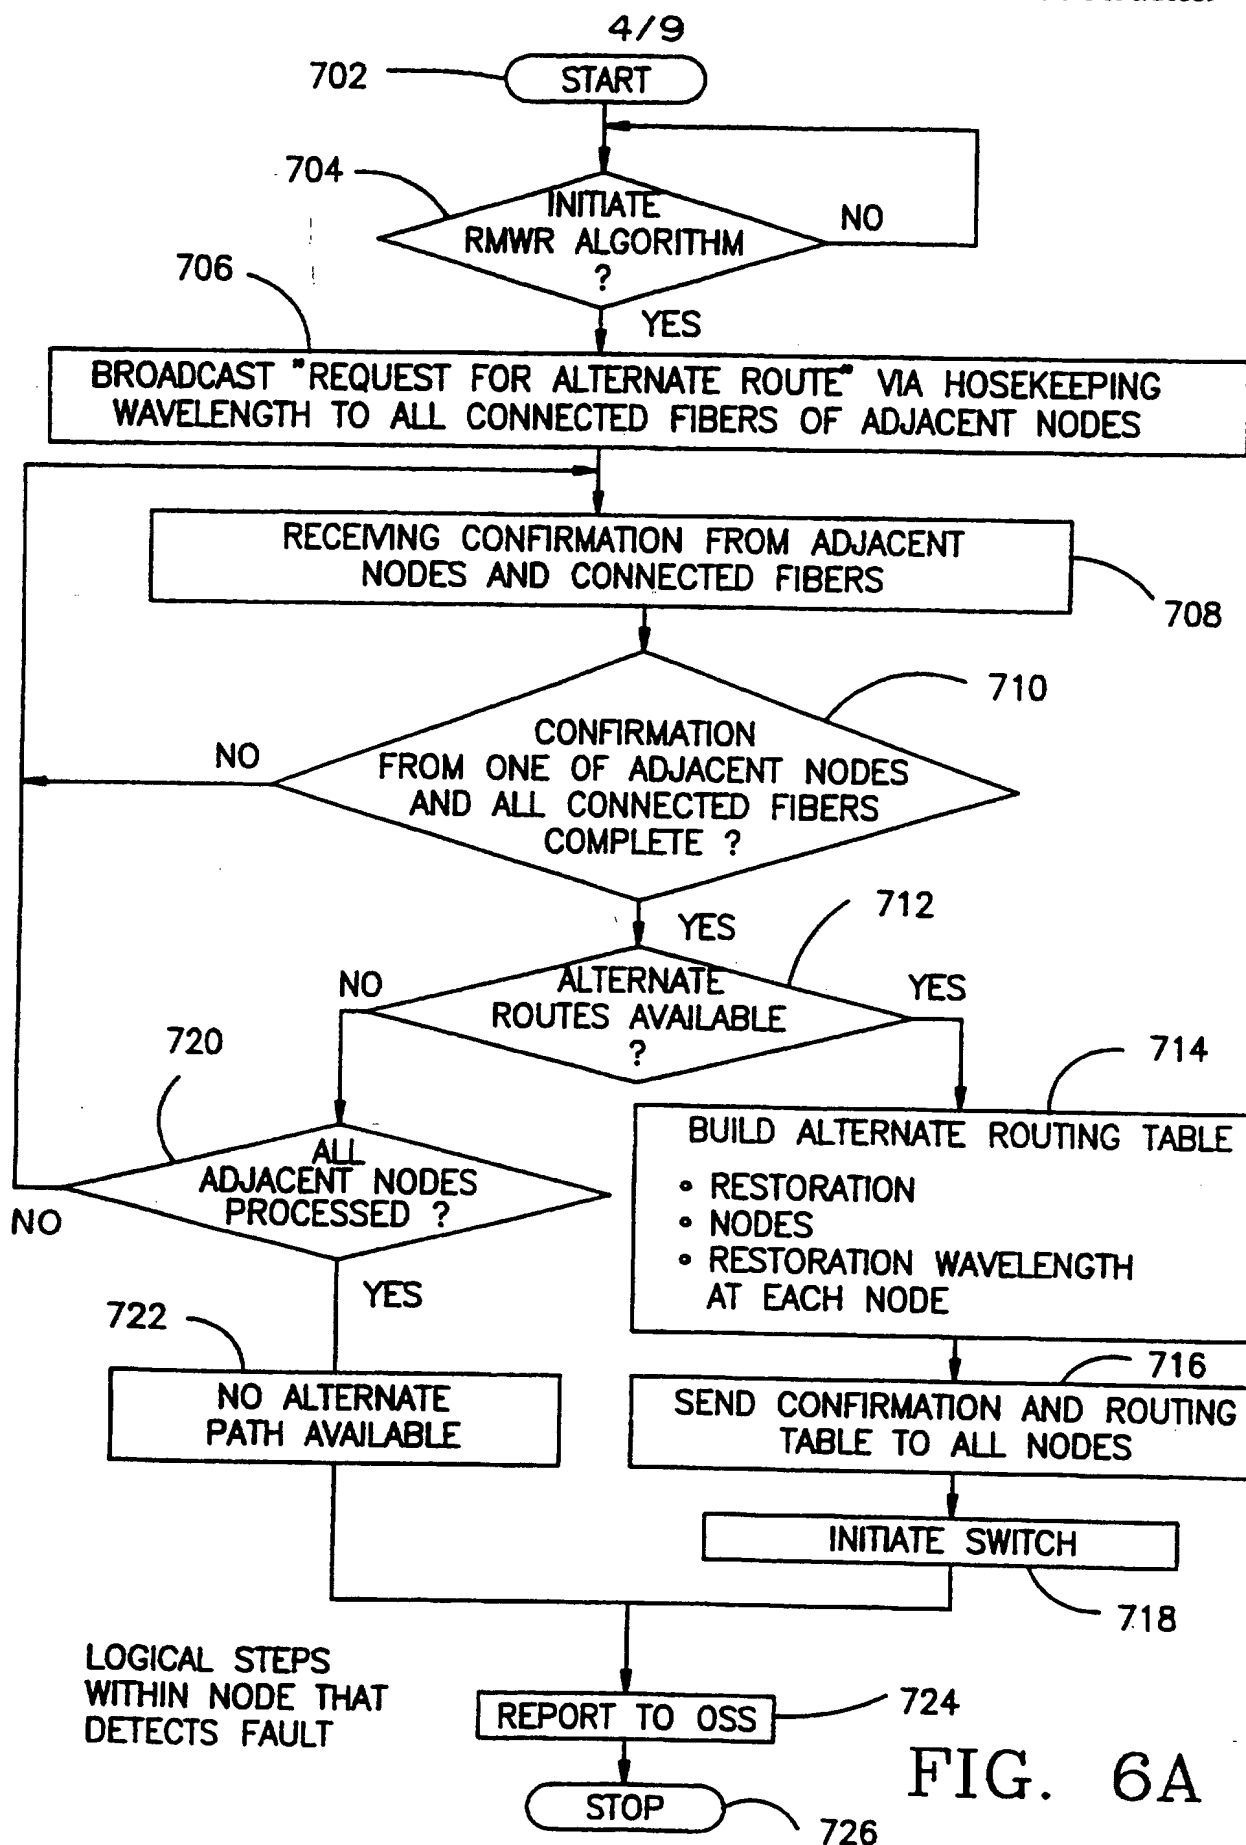 4/9
702
START
704
INITIATE
RMWR ALGORITHM
?
NO
706
YES
BROADCAST "REQUEST FOR ALTERNATE ROUTE" VIA HOSEKEEPING
WAVELENGTH TO ALL CONNECTED FIBERS OF ADJACENT NODES
RECEIVING CONFIRMATION FROM ADJACENT
NODES AND CONNECTED FIBERS
708
710
CONFIRMATION
FROM ONE OF ADJACENT NODES
AND ALL CONNECTED FIBERS
COMPLETE ?
NO
YES
712
ALTERNATE
ROUTES AVAILABLE
?
NO
YES
720
ALL
ADJACENT NODES
PROCESSED ?
NO
YES
714
BUILD ALTERNATE ROUTING TABLE
• RESTORATION
• NODES
• RESTORATION WAVELENGTH
AT EACH NODE
722
NO ALTERNATE
PATH AVAILABLE
716
SEND CONFIRMATION AND ROUTING
TABLE TO ALL NODES
INITIATE SWITCH
718
LOGICAL STEPS
WITHIN NODE THAT
DETECTS FAULT
REPORT TO OSS
724
STOP
726
FIG. 6A